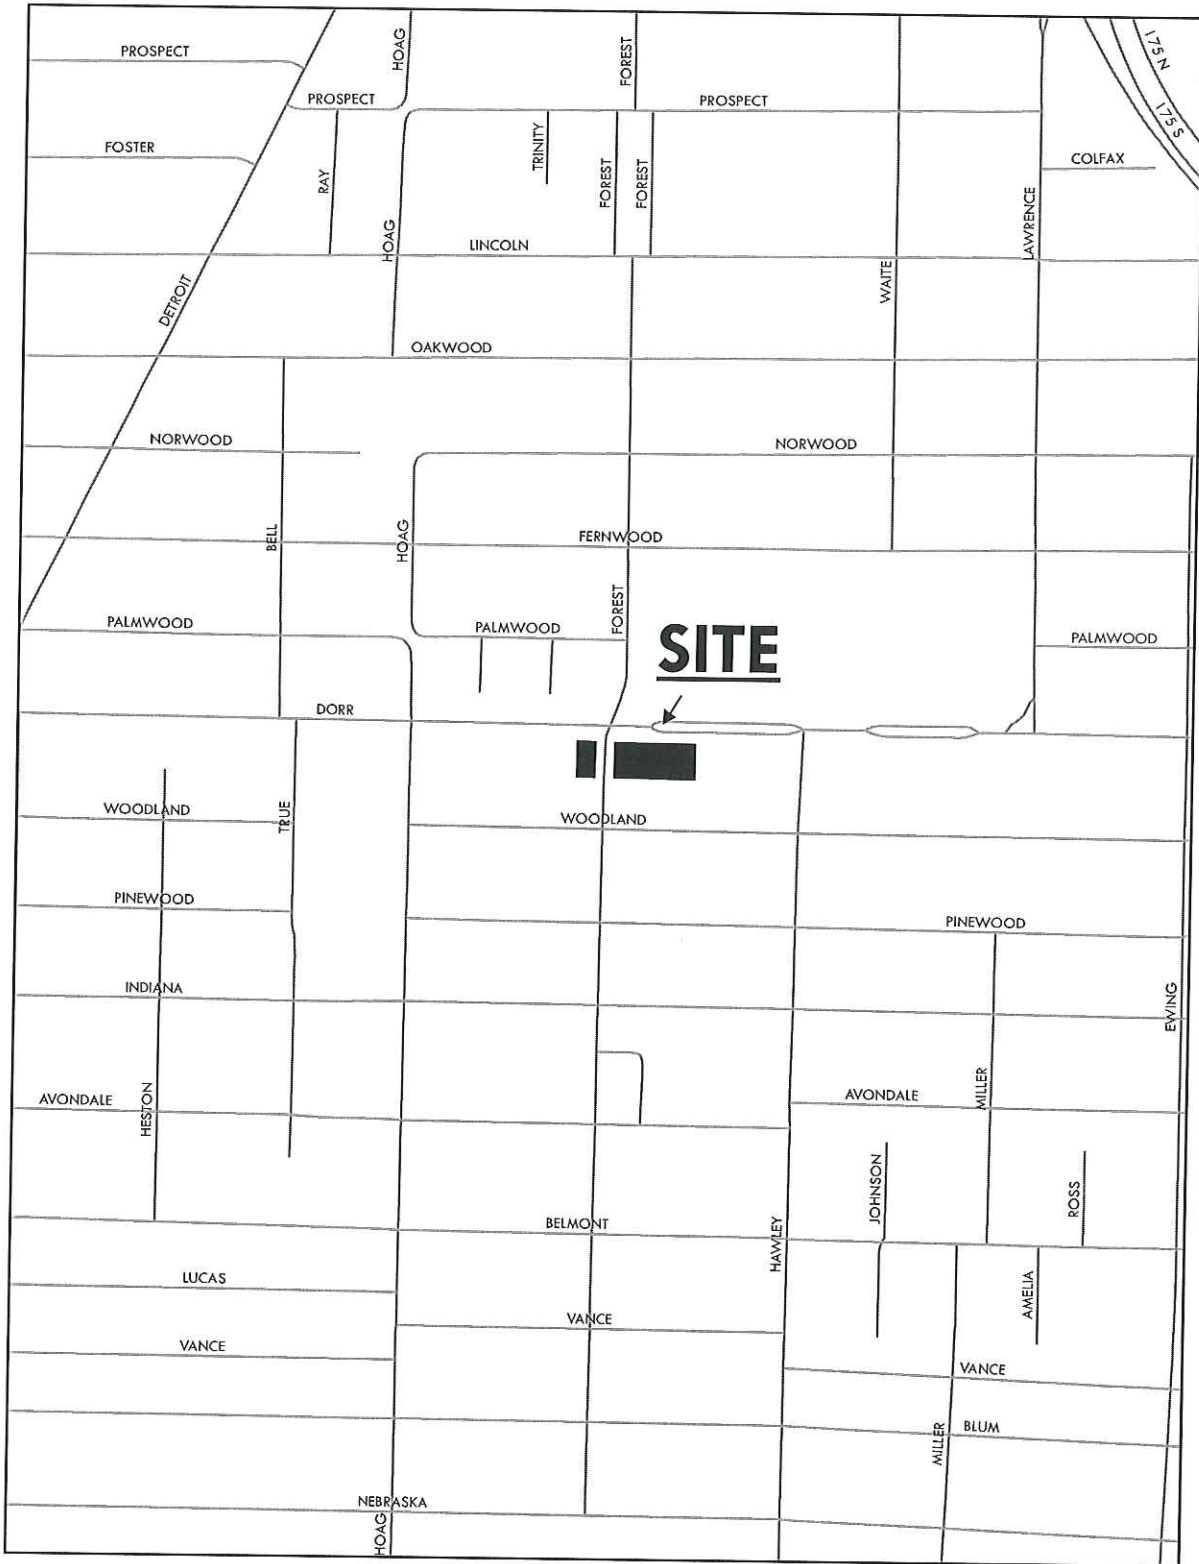 PROSPECT
HOAG
FOREST
175 N
PROSPECT
PROSPECT
175 S
FOSTER
TRINITY
COLFAX
RAY
FOREST
FOREST
LAWRENCE
HOAG
LINCOLN
WAITE
DETROIT
OAKWOOD
NORWOOD
NORWOOD
BELL
HOAG
FERNWOOD
PALMWOOD
PALMWOOD
FOREST
PALMWOOD
SITE
DORR
WOODLAND
TRUE
WOODLAND
PINEWOOD
PINEWOOD
INDIANA
EWING
AVONDALE
HESTON
AVONDALE
MILLER
JOHNSON
ROSS
BELMONT
HAWLEY
LUCAS
AMELIA
VANCE
VANCE
VANCE
BLUM
MILLER
NEBRASKA
HOAG